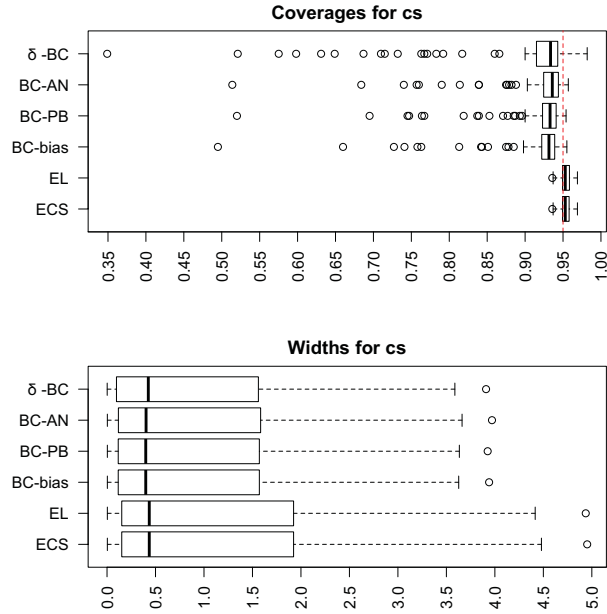 Coverages for cs
δ -BC
BC-AN
BC-PB
BC-bias
EL
ECS
0.35 0.40 0.45 0.50 0.55 0.60 0.65 0.70 0.75 0.80 0.85 0.90 0.95 1.00
Widths for cs
δ -BC
BC-AN
BC-PB
BC-bias
EL
ECS
0.0 0.5 1.0 1.5 2.0 2.5 3.0 3.5 4.0 4.5 5.0